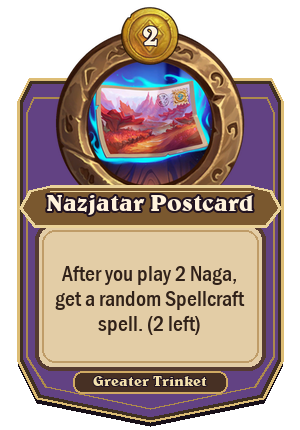 2
Nazjatar Postcard
After you play 2 Naga,
get a random Spellcraft
spell. (2 left)
Greater Trinket